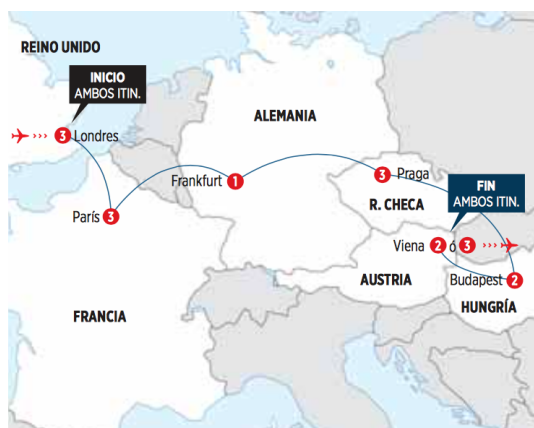 REINO UNIDO
INICIO
AMBOS ITIN.
3 Londres
ALEMANIA
Frankfurt 1
3 Praga
París 3
R. CHECA
FIN
AMBOS ITIN.
Viena 2 ó 3
AUSTRIA
Budapest 2
HUNGRÍA
FRANCIA